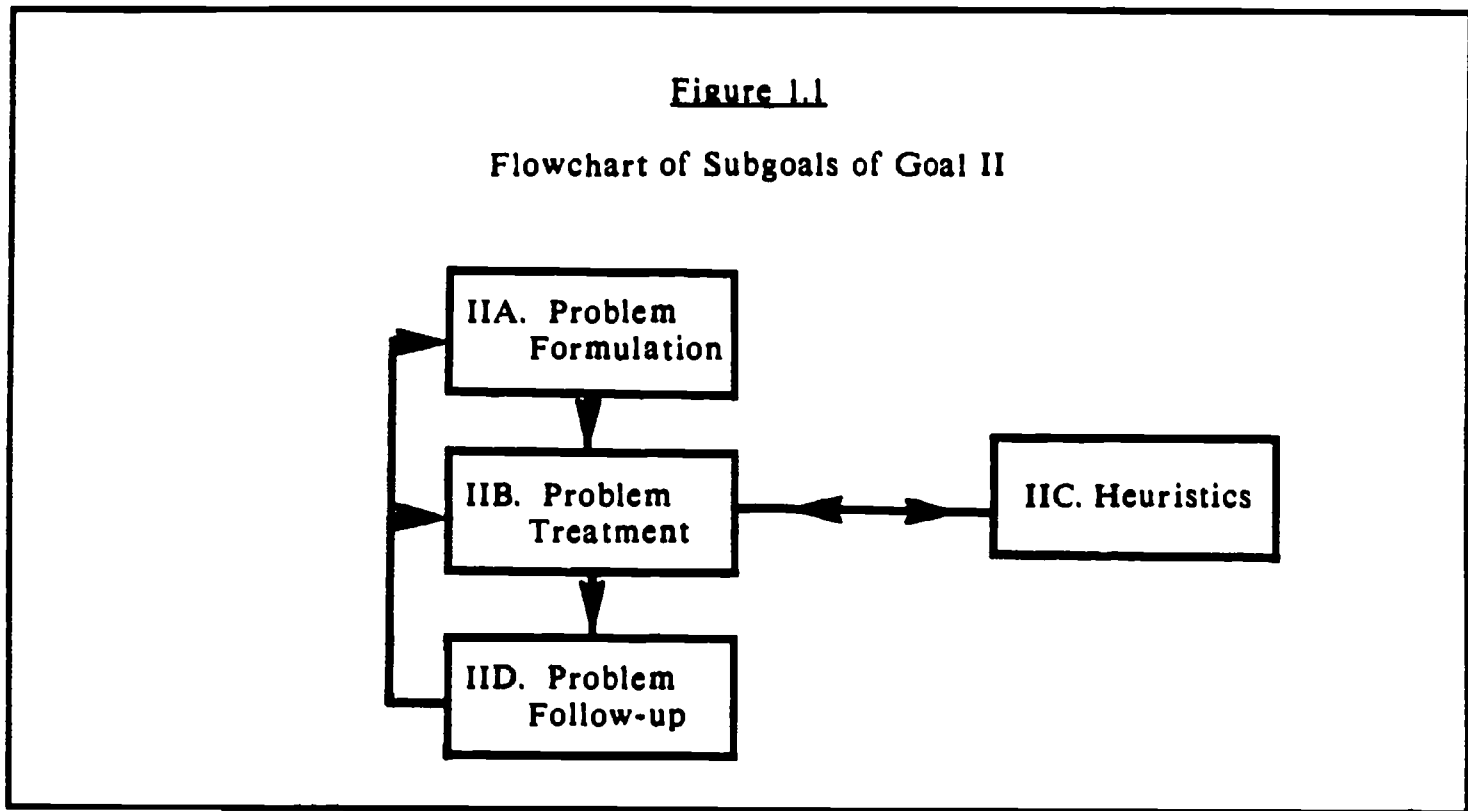 Figure 1.1
Flowchart of Subgoals of Goal II
IIA. Problem
Formulation
IIB. Problem
Treatment
IIC. Heuristics
IID. Problem
Follow-up